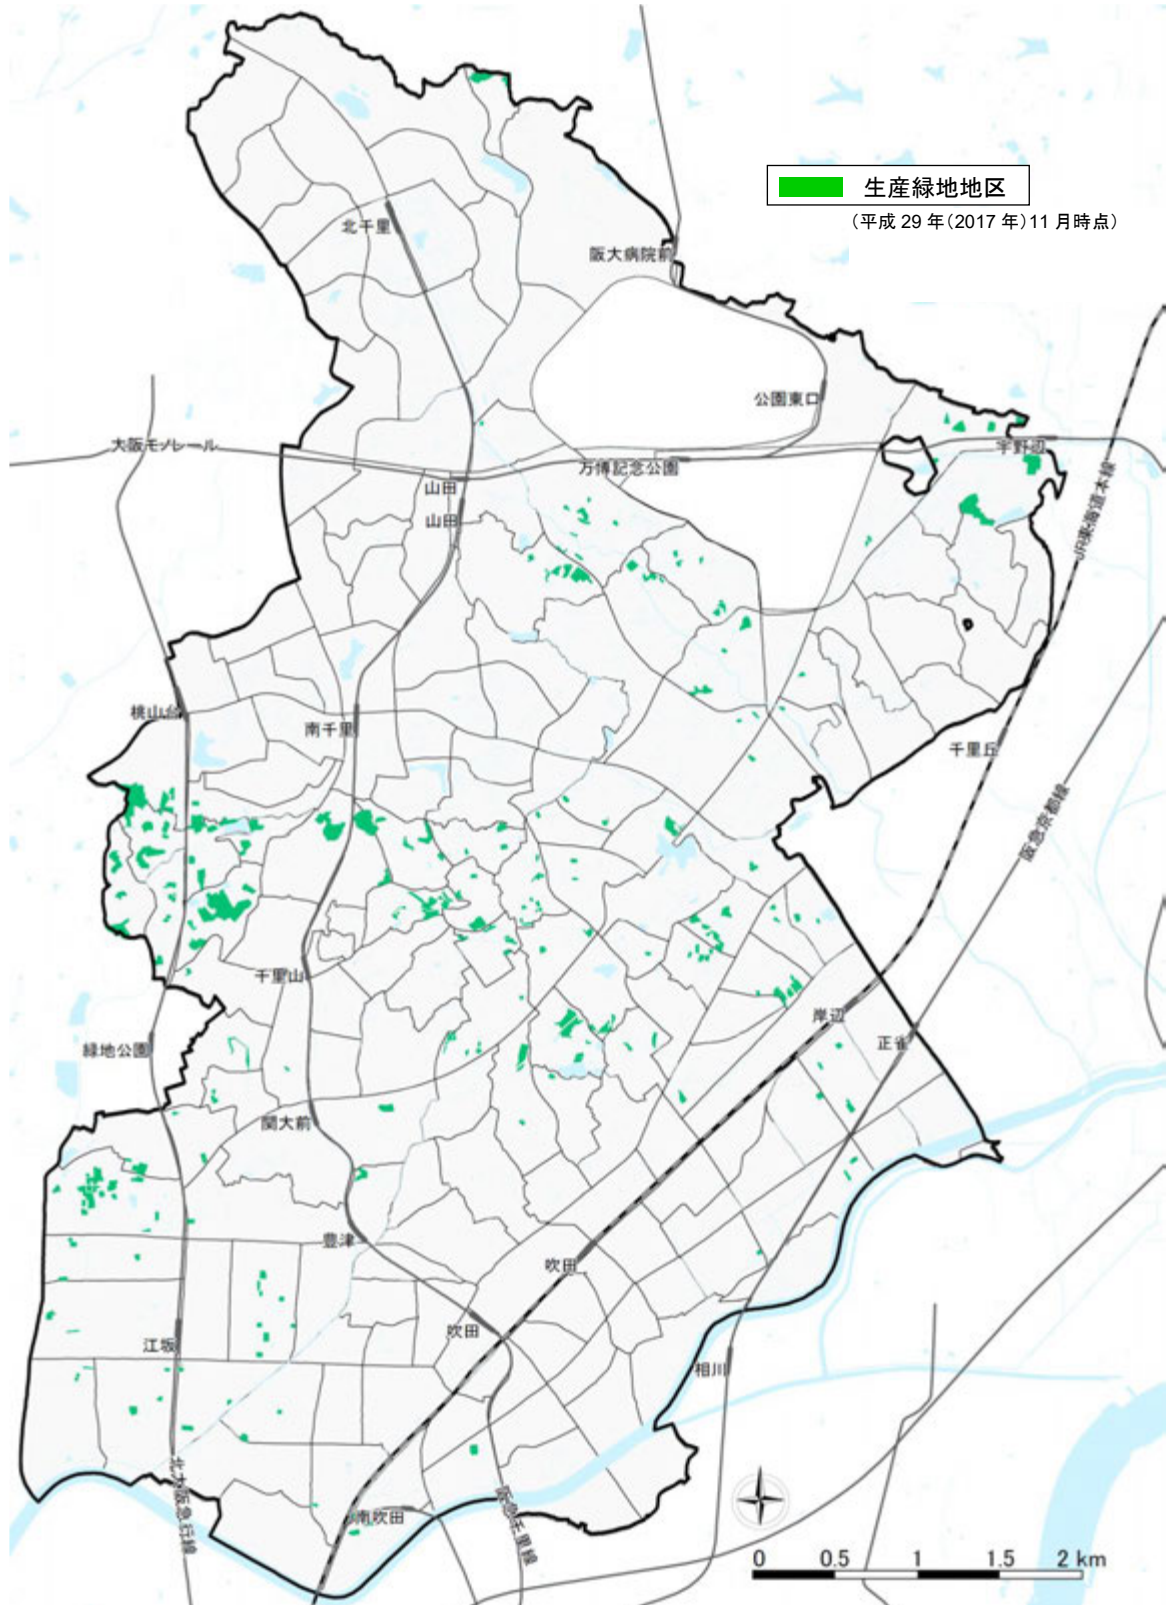 生産緑地地区
(平成 29 年(2017 年)11 月時点)
北千里
阪大病院前
公園東口
大阪モノレール
万博記念公園
宇野辺
山田
山田
JR東海道本線
桃山台
南千里
千里丘
阪急京都線
千里山
岸辺
正雀
緑地公園
関大前
豊津
吹田
吹田
江坂
相川
北大阪急行線
阪急千里線
南吹田
0 0.5 1 1.5 2 km